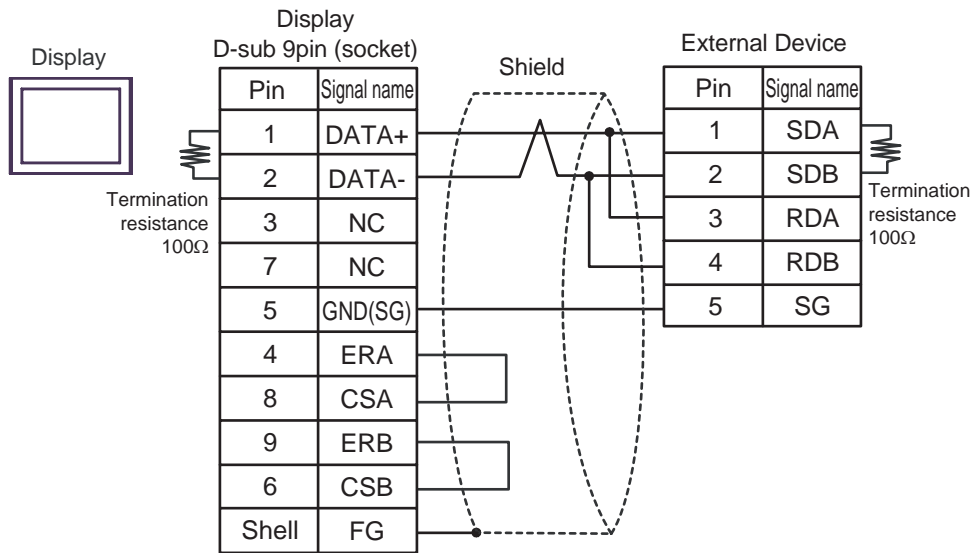 Display
Display
D-sub 9pin (socket)
Shield
External Device
Pin Signal name
1 DATA+
2 DATA-
3 NC
7 NC
5 GND(SG)
4 ERA
8 CSA
9 ERB
6 CSB
Shell FG
Termination
resistance
100Ω
Pin Signal name
1 SDA
2 SDB
3 RDA
4 RDB
5 SG
Termination
resistance
100Ω